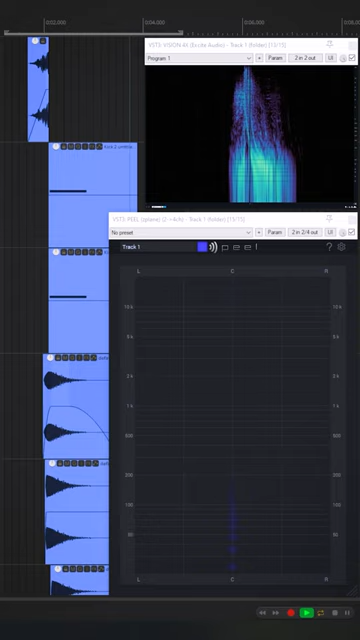 0:02.000
0:04.000
0:06.000
VST3: VISION 4X (Excite Audio) - Track 1 (folder) [13/15]
Program 1
+
Param
2 in 2 out
UI
VST3: PEEL (zplane) (2->4ch) - Track 1 (folder) [15/15]
No preset
+
Param
2 in 2/4 out
UI
Track 1
?
L
C
R
10 k
5 k
2 k
1 k
500
200
100
50
L
C
R